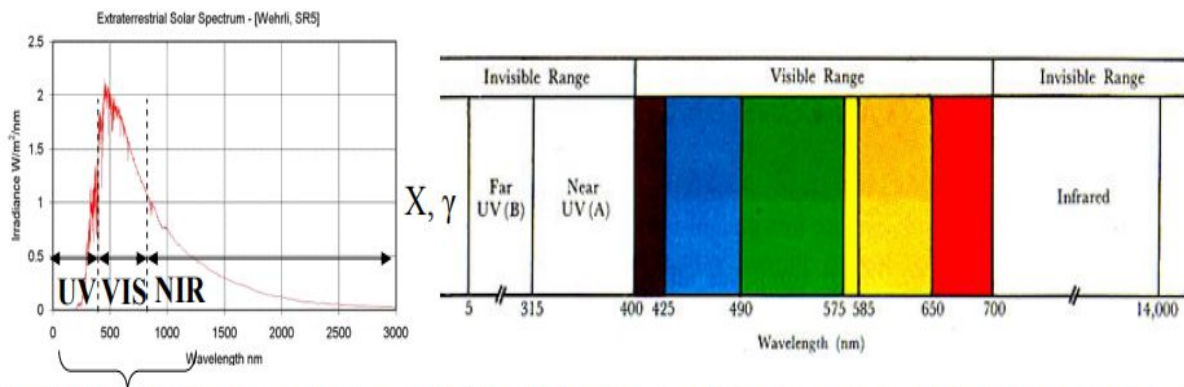 Extraterrestrial Solar Spectrum - [Wehrli, SR5]
Irradiance W/m²/nm
2.5
2
1.5
1
0.5
0
UV VIS NIR
0 500 1000 1500 2000 2500 3000
Wavelength nm
X, γ
Invisible Range Visible Range Invisible Range
Far
UV (B)
Near
UV (A)
Infrared
5 315 400 425 490 575 585 650 700 14,000
Wavelength (nm)